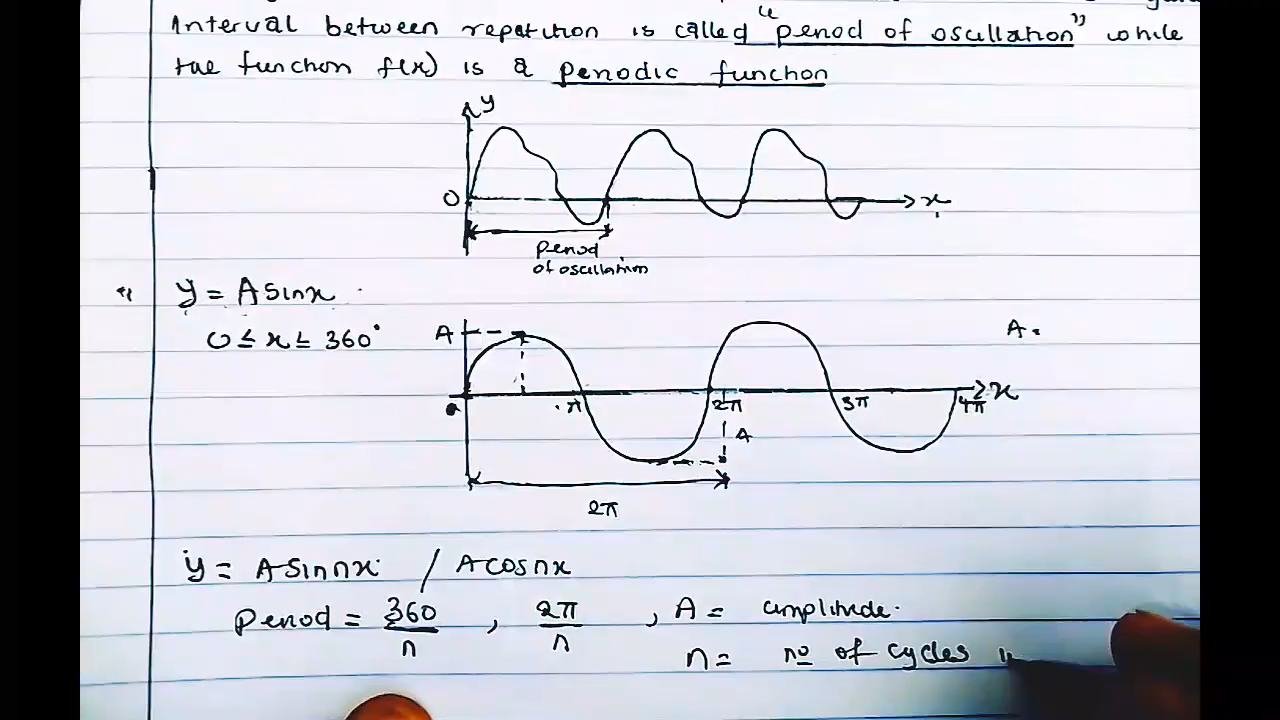 Interval between repetition is called "period of oscillation" while
the function f(x) is a periodic function
y
0
x
period
of oscillation
y = A sin x
0 ≤ x ≤ 360°
A
A =
x
π
2π
3π
4π
A
2π
y = A sin nx / A cos nx
Period = 360/n , 2π/n , A = amplitude.
n = no of cycles